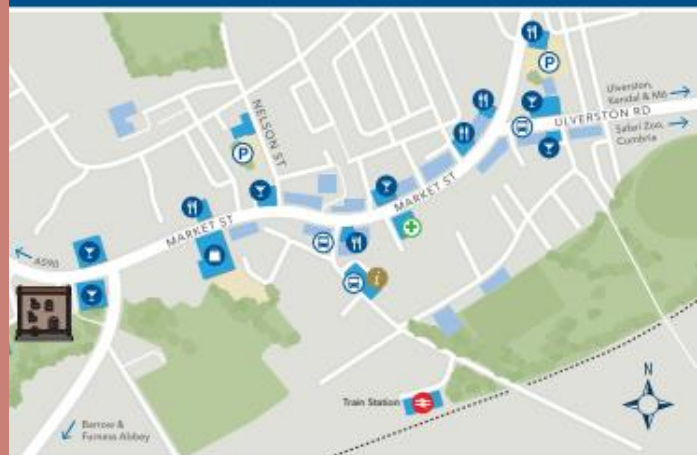 P
Ulverston,
Kendal & M6
ULVERSTON RD
Safari Zoo,
Cumbria
NELSON ST
P
MARKET ST
MARKET ST
A590
i
Train Station
N
Barrow &
Furness Abbey